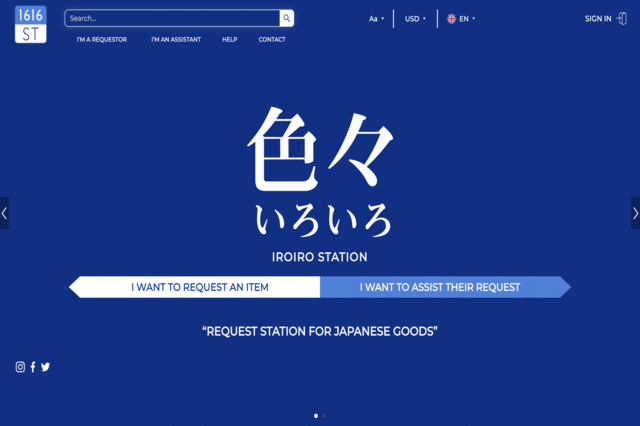 1616
ST
Search...
Aa
USD
EN
SIGN IN
I'M A REQUESTOR
I'M AN ASSISTANT
HELP
CONTACT
色々
いろいろ
IROIRO STATION
I WANT TO REQUEST AN ITEM
I WANT TO ASSIST THEIR REQUEST
“REQUEST STATION FOR JAPANESE GOODS”